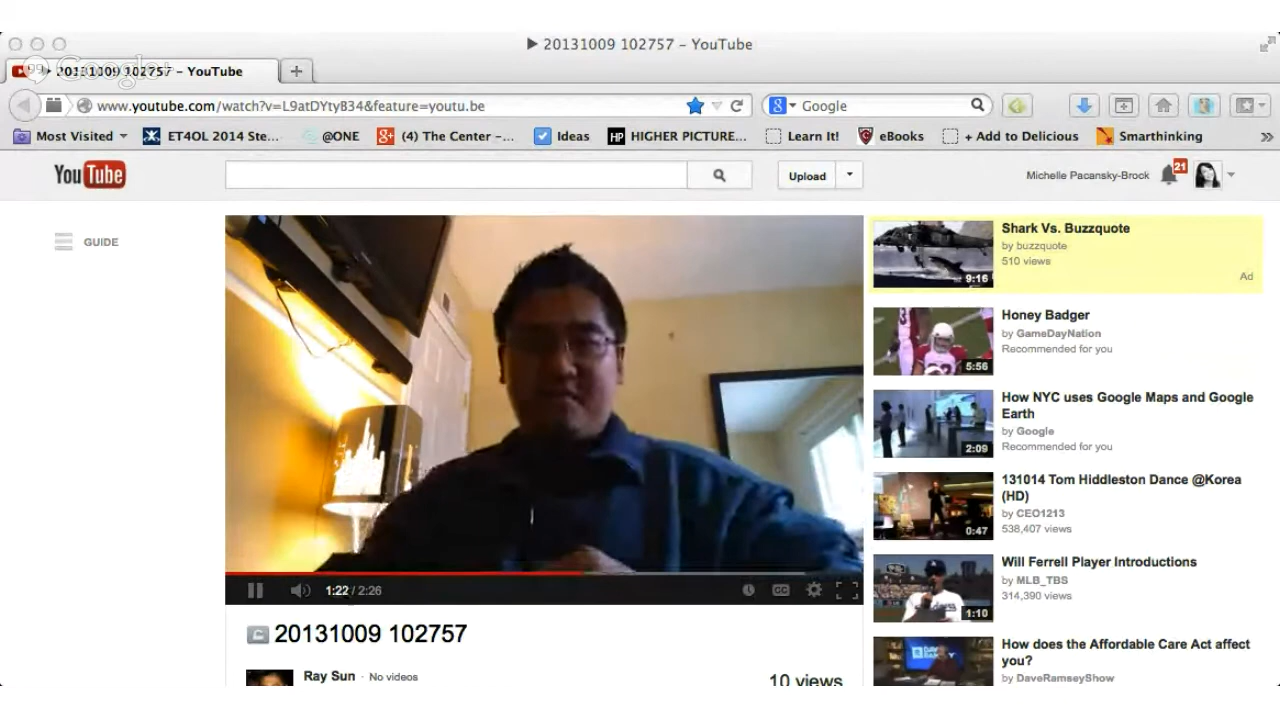 ▶ 20131009 102757 – YouTube
Google+
▶ 20131009 102757 – YouTube
+
www.youtube.com/watch?v=L9atDYtyB34&feature=youtu.be
8 Google
Most Visited
ET4OL 2014 Ste...
@ONE
g+ (4) The Center –...
Ideas
HP HIGHER PICTURE...
Learn It!
eBooks
+ Add to Delicious
Smarthinking
»
YouTube
Upload
Michelle Pacansky-Brock
21
GUIDE
Shark Vs. Buzzquote
by buzzquote
510 views
9:16
Ad
Honey Badger
by GameDayNation
Recommended for you
5:56
How NYC uses Google Maps and Google
Earth
by Google
Recommended for you
2:09
131014 Tom Hiddleston Dance @Korea
(HD)
by CEO1213
538,407 views
0:47
Will Ferrell Player Introductions
by MLB_TBS
314,390 views
1:10
How does the Affordable Care Act affect
you?
by DaveRamseyShow
1:22 / 2:26
CC
20131009 102757
Ray Sun · No videos
10 views